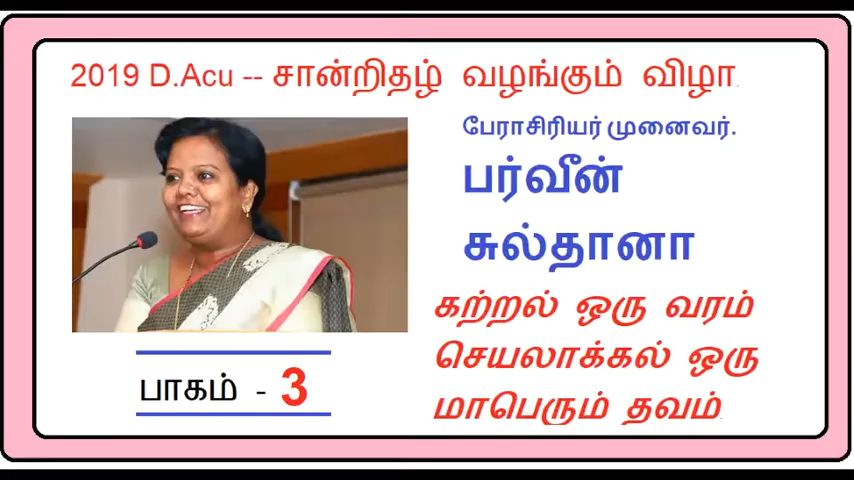 2019 D.Acu -- சான்றிதழ் வழங்கும் விழா.
பேராசிரியர் முனைவர்.
பர்வீன்
சுல்தானா
கற்றல் ஒரு வரம்
செயலாக்கல் ஒரு
மாபெரும் தவம்.
பாகம் - 3